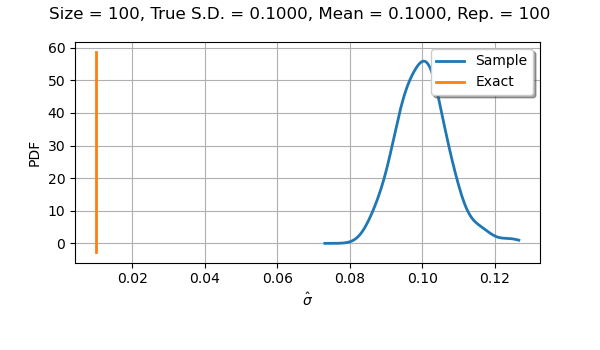 Size = 100, True S.D. = 0.1000, Mean = 0.1000, Rep. = 100
60
50
40
30
20
10
0
PDF
Sample
Exact
0.02 0.04 0.06 0.08 0.10 0.12
σ̂